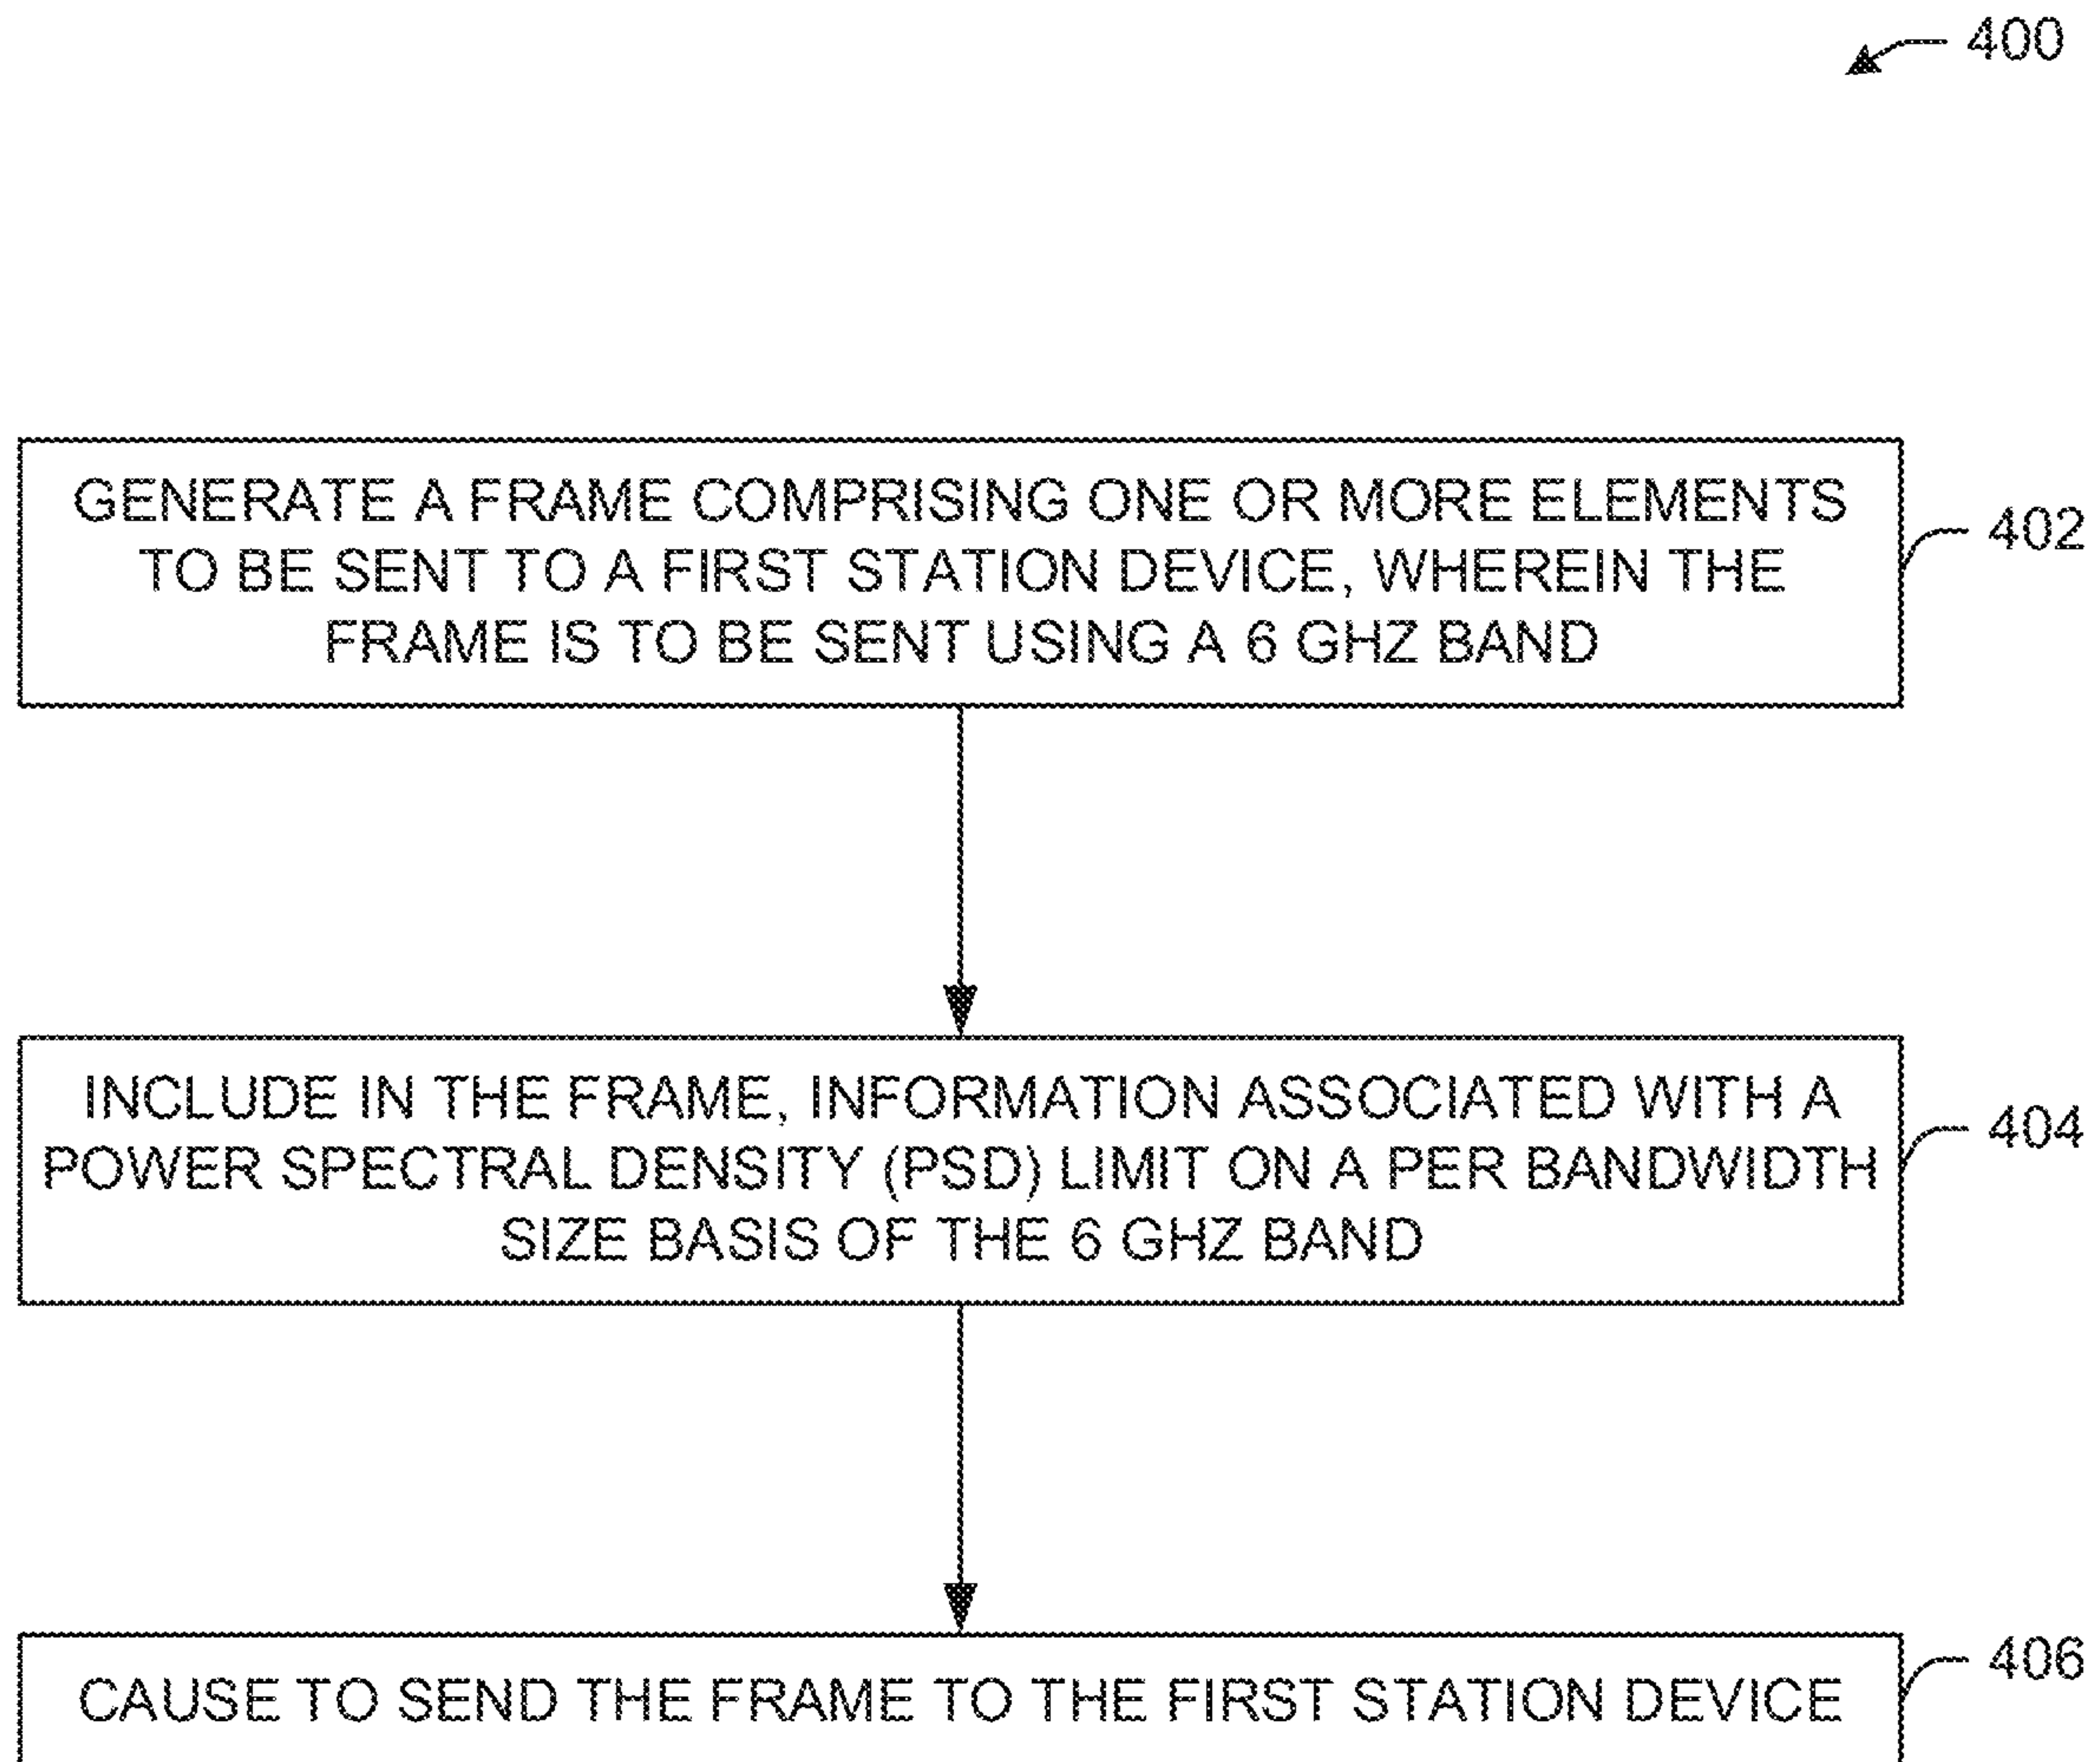 400
GENERATE A FRAME COMPRISING ONE OR MORE ELEMENTS
TO BE SENT TO A FIRST STATION DEVICE, WHEREIN THE
FRAME IS TO BE SENT USING A 6 GHZ BAND
402
INCLUDE IN THE FRAME, INFORMATION ASSOCIATED WITH A
POWER SPECTRAL DENSITY (PSD) LIMIT ON A PER BANDWIDTH
SIZE BASIS OF THE 6 GHZ BAND
404
CAUSE TO SEND THE FRAME TO THE FIRST STATION DEVICE
406